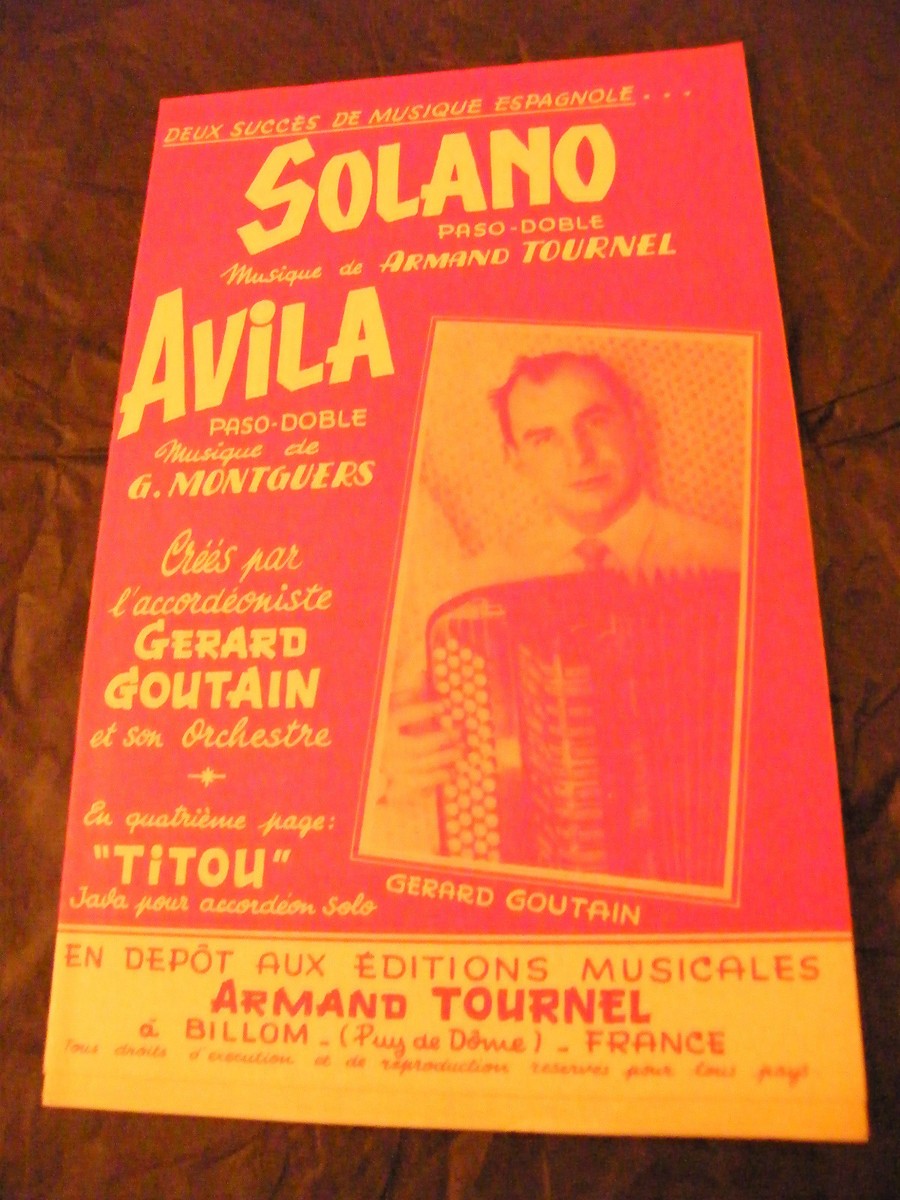 DEUX SUCCÈS DE MUSIQUE ESPAGNOLE...
SOLANO
PASO-DOBLE
Musique de ARMAND TOURNEL
AViLA
PASO-DOBLE
Musique de
G. MONTGUERS
Créés par
l'accordéoniste
GERARD
GOUTAIN
et son Orchestre
En quatrième page:
"TiTOU"
Java pour accordéon Solo
GERARD GOUTAIN
EN DEPÔT AUX ÉDITIONS MUSICALES
ARMAND TOURNEL
à BILLOM - (Puy de Dôme) - FRANCE
Tous droits d'execution et de reproduction reserves pour tous pays